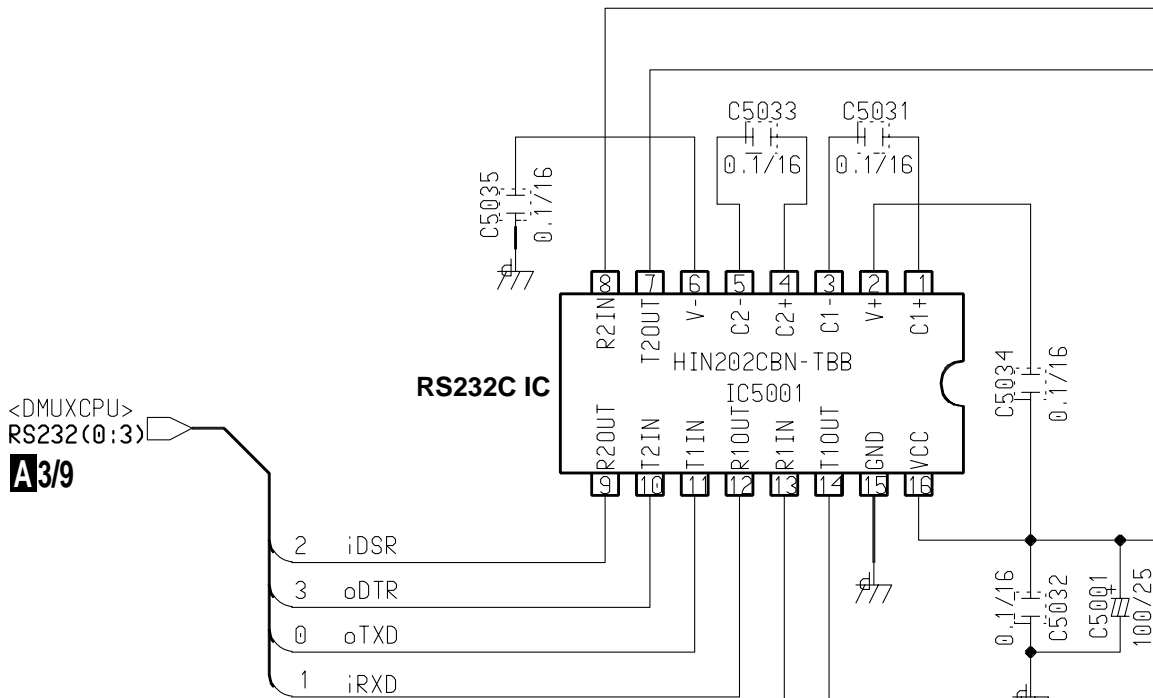 C5033
C5031
0.1/16
0.1/16
C5035
0.1/16
8
7
6
5
4
3
2
1
R2IN
T2OUT
V-
C2-
C2+
C1-
V+
C1+
HIN202CBN-TBB
IC5001
RS232C IC
C5034
0.1/16
<DMUXCPU>
RS232(0:3)
A 3/9
R2OUT
T2IN
T1IN
R1OUT
R1IN
T1OUT
GND
VCC
9
10
11
12
13
14
15
16
2 iDSR
3 oDTR
0 oTXD
1 iRXD
0.1/16
C5032
C5001
+
100/25